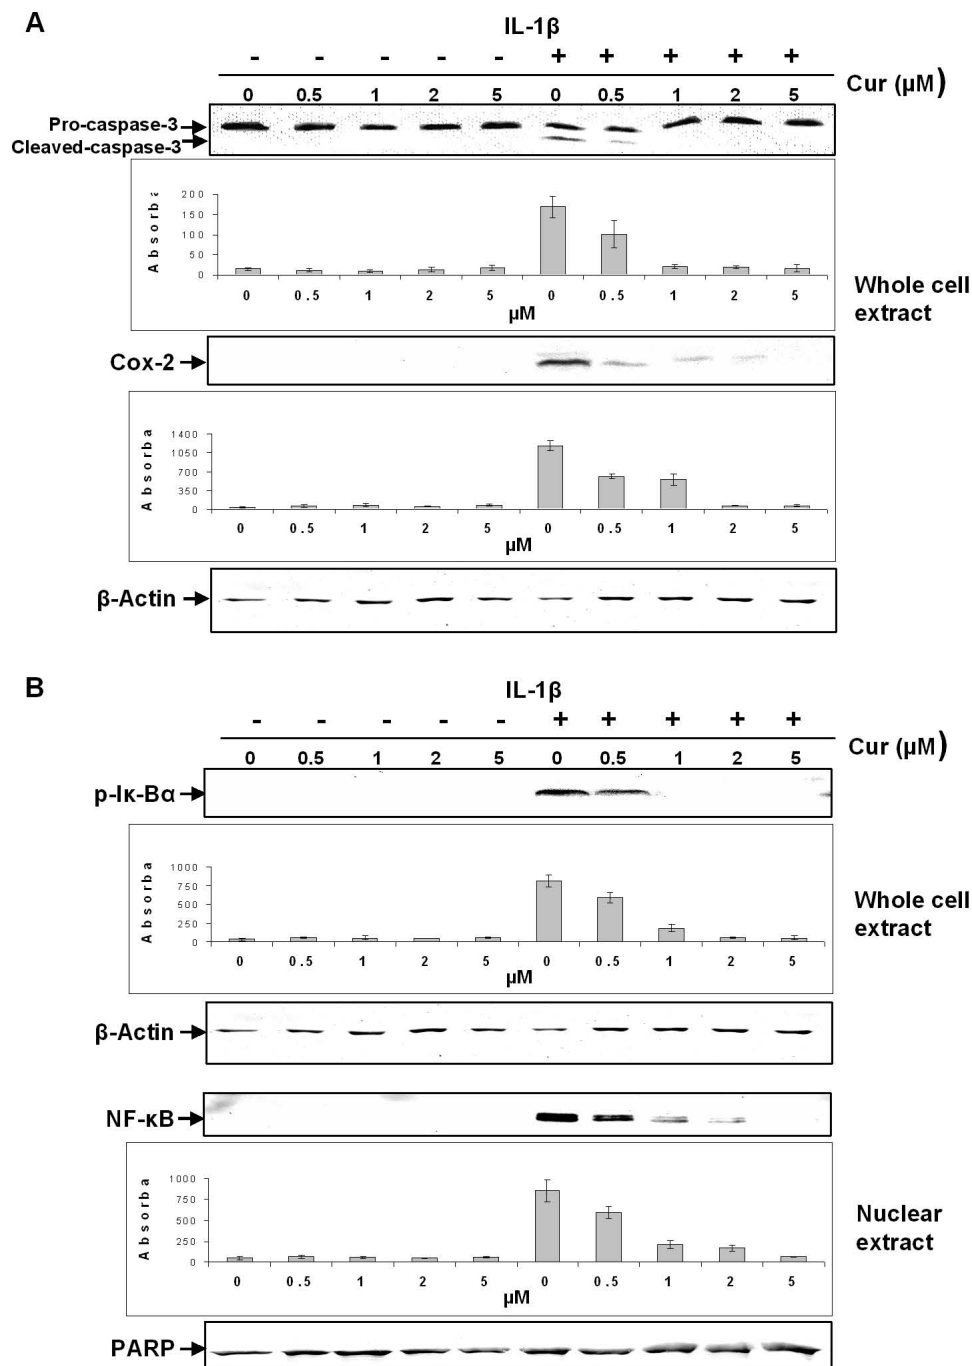 A
IL-1β
- - - - - + + + + +
Cur (µM)
0 0.5 1 2 5 0 0.5 1 2 5
Pro-caspase-3
Cleaved-caspase-3
Absorba
200
150
100
50
0
0 0.5 1 2 5 0 0.5 1 2 5
µM
Whole cell
extract
Cox-2
Absorba
1400
1050
700
350
0
0 0.5 1 2 5 0 0.5 1 2 5
µM
β-Actin
B
IL-1β
- - - - - + + + + +
Cur (µM)
0 0.5 1 2 5 0 0.5 1 2 5
p-Iκ-Bα
Absorba
1000
750
500
250
0
0 0.5 1 2 5 0 0.5 1 2 5
µM
Whole cell
extract
β-Actin
NF-κB
Absorba
1000
750
500
250
0
0 0.5 1 2 5 0 0.5 1 2 5
µM
Nuclear
extract
PARP